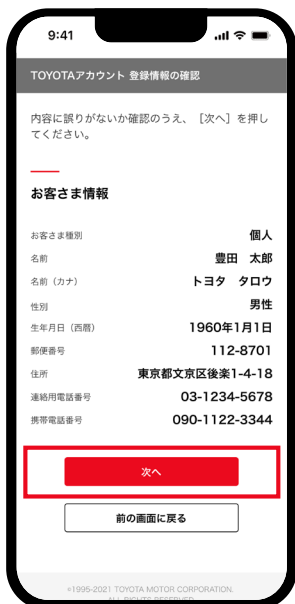 9:41
TOYOTAアカウント 登録情報の確認
内容に誤りがないか確認のうえ、［次へ］を押し
てください。
お客さま情報
お客さま種別 個人
名前 豊田 太郎
名前（カナ） トヨタ タロウ
性別 男性
生年月日（西暦） 1960年1月1日
郵便番号 112-8701
住所 東京都文京区後楽1-4-18
連絡用電話番号 03-1234-5678
携帯電話番号 090-1122-3344
次へ
前の画面に戻る
©1995-2021 TOYOTA MOTOR CORPORATION.
ALL RIGHTS RESERVED.